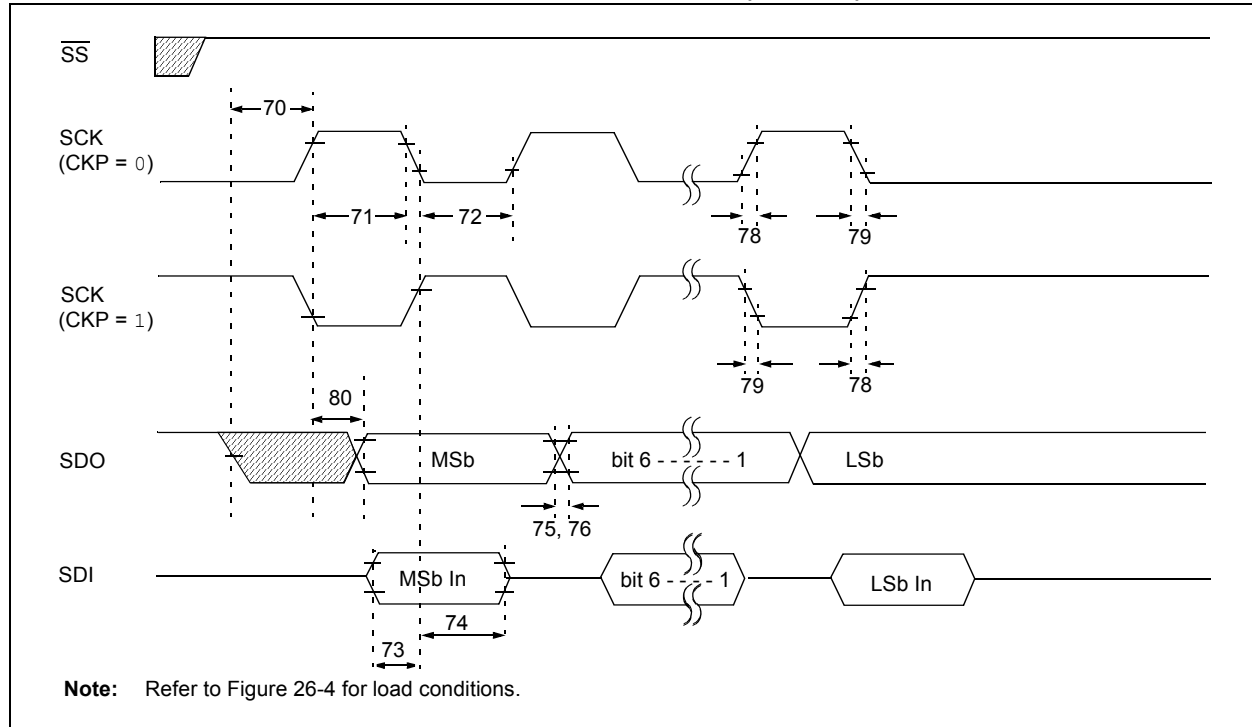 SS
70
SCK
(CKP = 0)
71
72
78
79
SCK
(CKP = 1)
79
78
80
SDO
MSb
bit 6 - - - - - - 1
LSb
75, 76
SDI
MSb In
bit 6 - - - - 1
LSb In
74
73
Note: Refer to Figure 26-4 for load conditions.